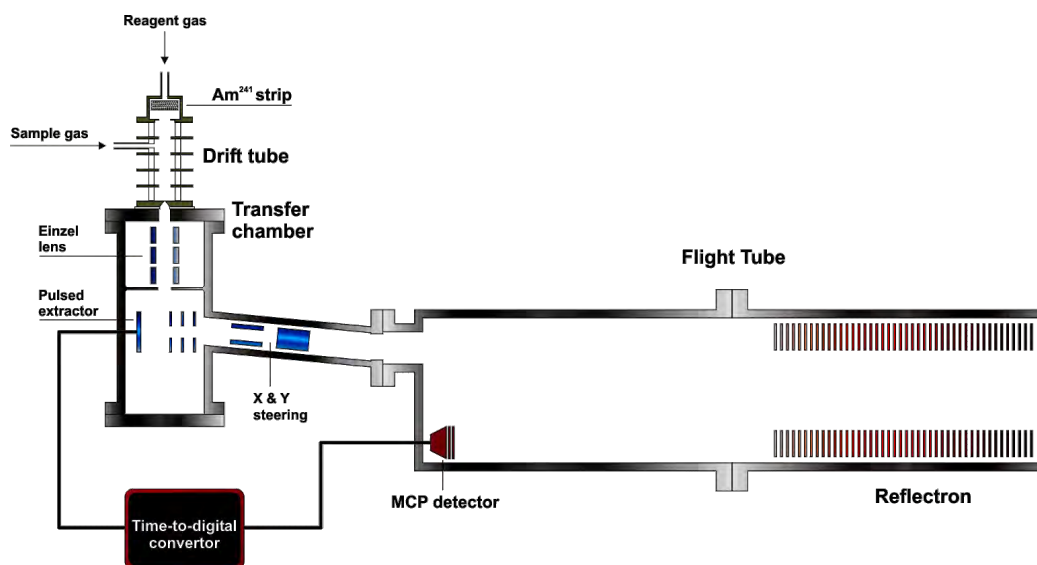 Reagent gas
Am²⁴¹ strip
Sample gas
Drift tube
Transfer
chamber
Einzel
lens
Flight Tube
Pulsed
extractor
X & Y
steering
MCP detector
Reflectron
Time-to-digital
convertor